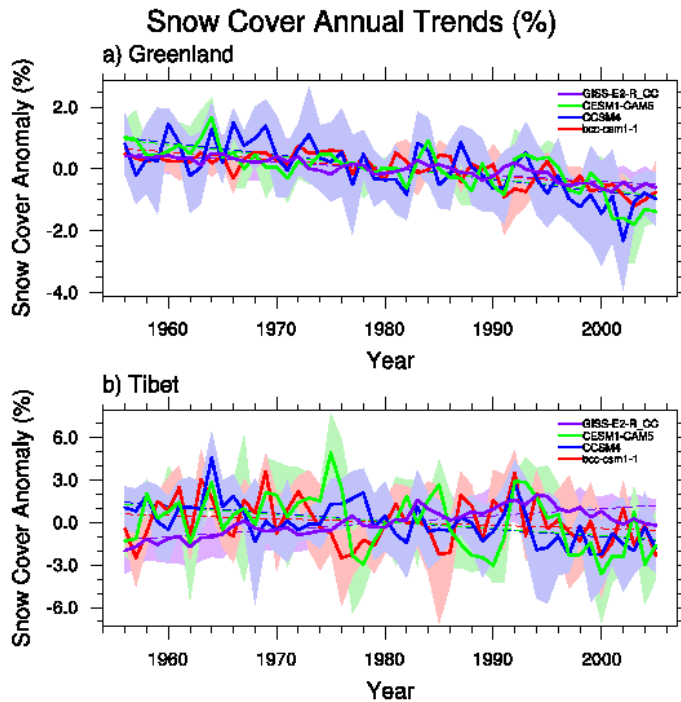 Snow Cover Annual Trends (%)
a) Greenland
Snow Cover Anomaly (%)
2.0
0.0
-2.0
-4.0
GISS-E2-R_CC
CESM1-CAM5
CCSM4
bcc-csm1-1
1960 1970 1980 1990 2000
Year
b) Tibet
Snow Cover Anomaly (%)
6.0
3.0
0.0
-3.0
-6.0
GISS-E2-R_CC
CESM1-CAM5
CCSM4
bcc-csm1-1
1960 1970 1980 1990 2000
Year